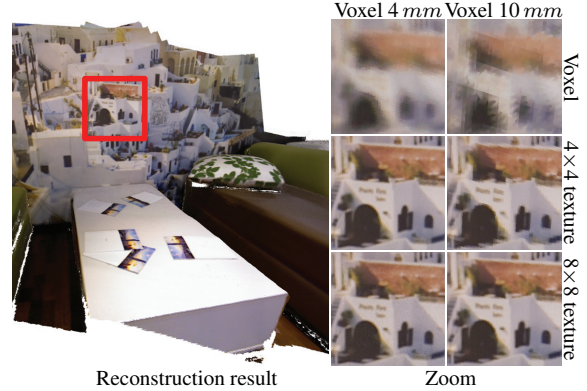 Voxel 4 mm Voxel 10 mm
Voxel
4×4 texture
8×8 texture
Reconstruction result
Zoom